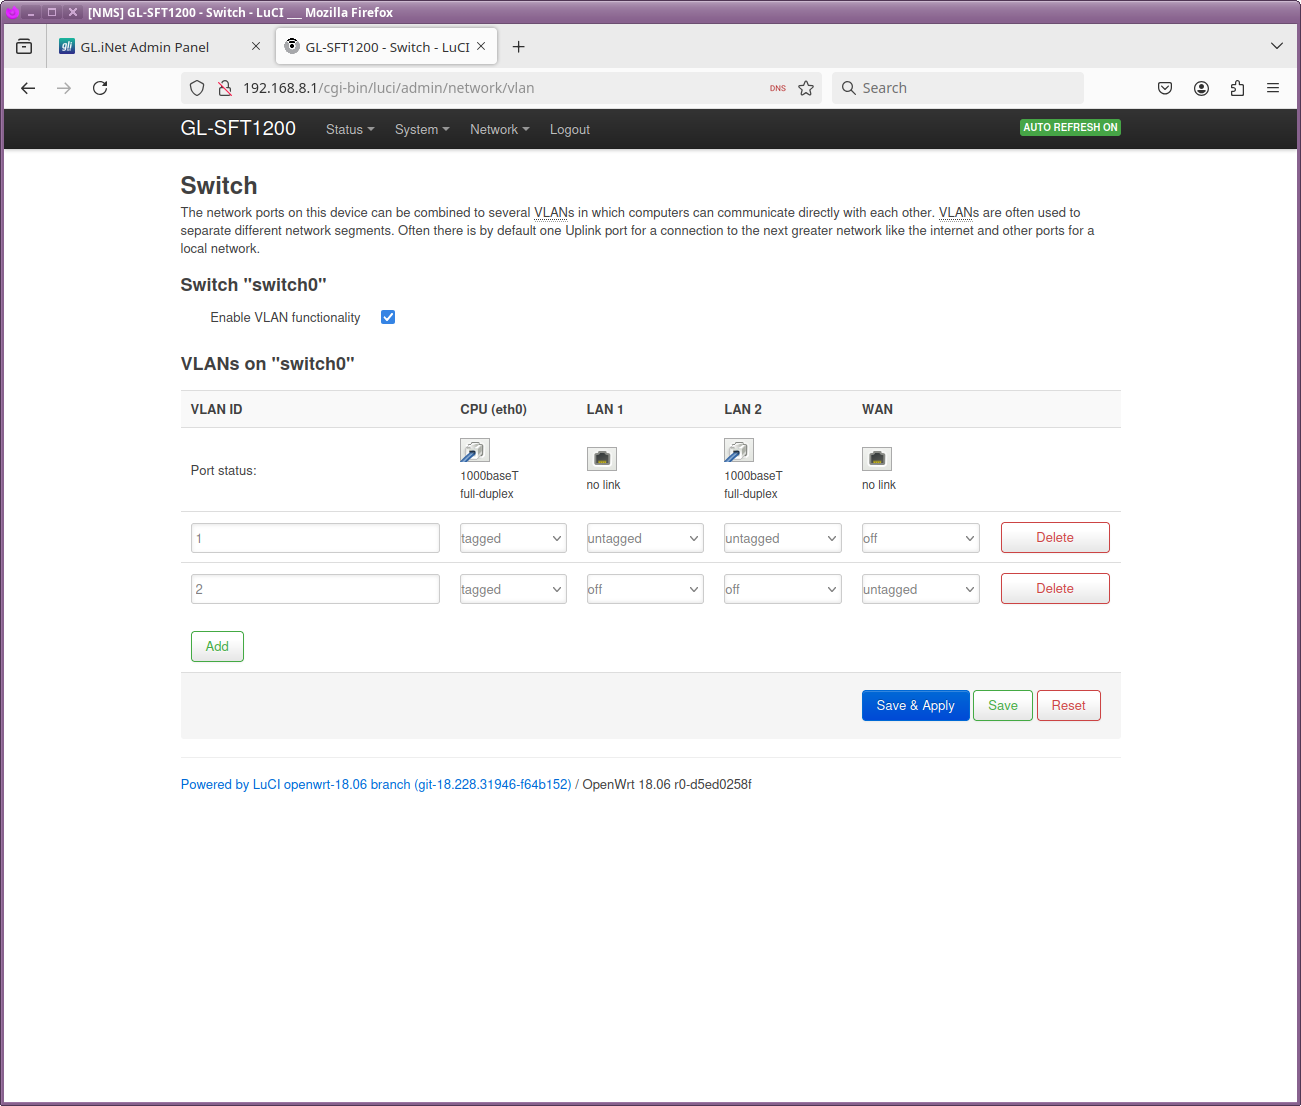 [NMS] GL-SFT1200 - Switch - LuCI ___ Mozilla Firefox
gli GL.iNet Admin Panel GL-SFT1200 - Switch - LuCI
192.168.8.1/cgi-bin/luci/admin/network/vlan DNS Search
GL-SFT1200 Status System Network Logout AUTO REFRESH ON
Switch
The network ports on this device can be combined to several VLANs in which computers can communicate directly with each other. VLANs are often used to
separate different network segments. Often there is by default one Uplink port for a connection to the next greater network like the internet and other ports for a
local network.
Switch "switch0"
Enable VLAN functionality
VLANs on "switch0"
VLAN ID CPU (eth0) LAN 1 LAN 2 WAN
Port status: 1000baseT full-duplex no link 1000baseT full-duplex no link
1 tagged untagged untagged off Delete
2 tagged off off untagged Delete
Add
Save & Apply Save Reset
Powered by LuCI openwrt-18.06 branch (git-18.228.31946-f64b152) / OpenWrt 18.06 r0-d5ed0258f